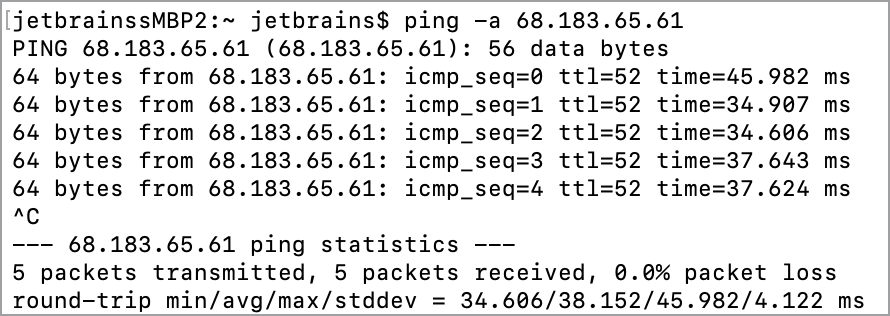 [jetbrainssMBP2:~ jetbrains$ ping -a 68.183.65.61
PING 68.183.65.61 (68.183.65.61): 56 data bytes
64 bytes from 68.183.65.61: icmp_seq=0 ttl=52 time=45.982 ms
64 bytes from 68.183.65.61: icmp_seq=1 ttl=52 time=34.907 ms
64 bytes from 68.183.65.61: icmp_seq=2 ttl=52 time=34.606 ms
64 bytes from 68.183.65.61: icmp_seq=3 ttl=52 time=37.643 ms
64 bytes from 68.183.65.61: icmp_seq=4 ttl=52 time=37.624 ms
^C
--- 68.183.65.61 ping statistics ---
5 packets transmitted, 5 packets received, 0.0% packet loss
round-trip min/avg/max/stddev = 34.606/38.152/45.982/4.122 ms